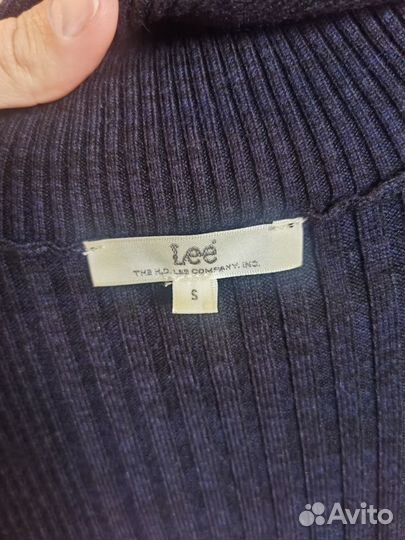 Lee
THE H.D. LEE COMPANY, INC.
S
Avito